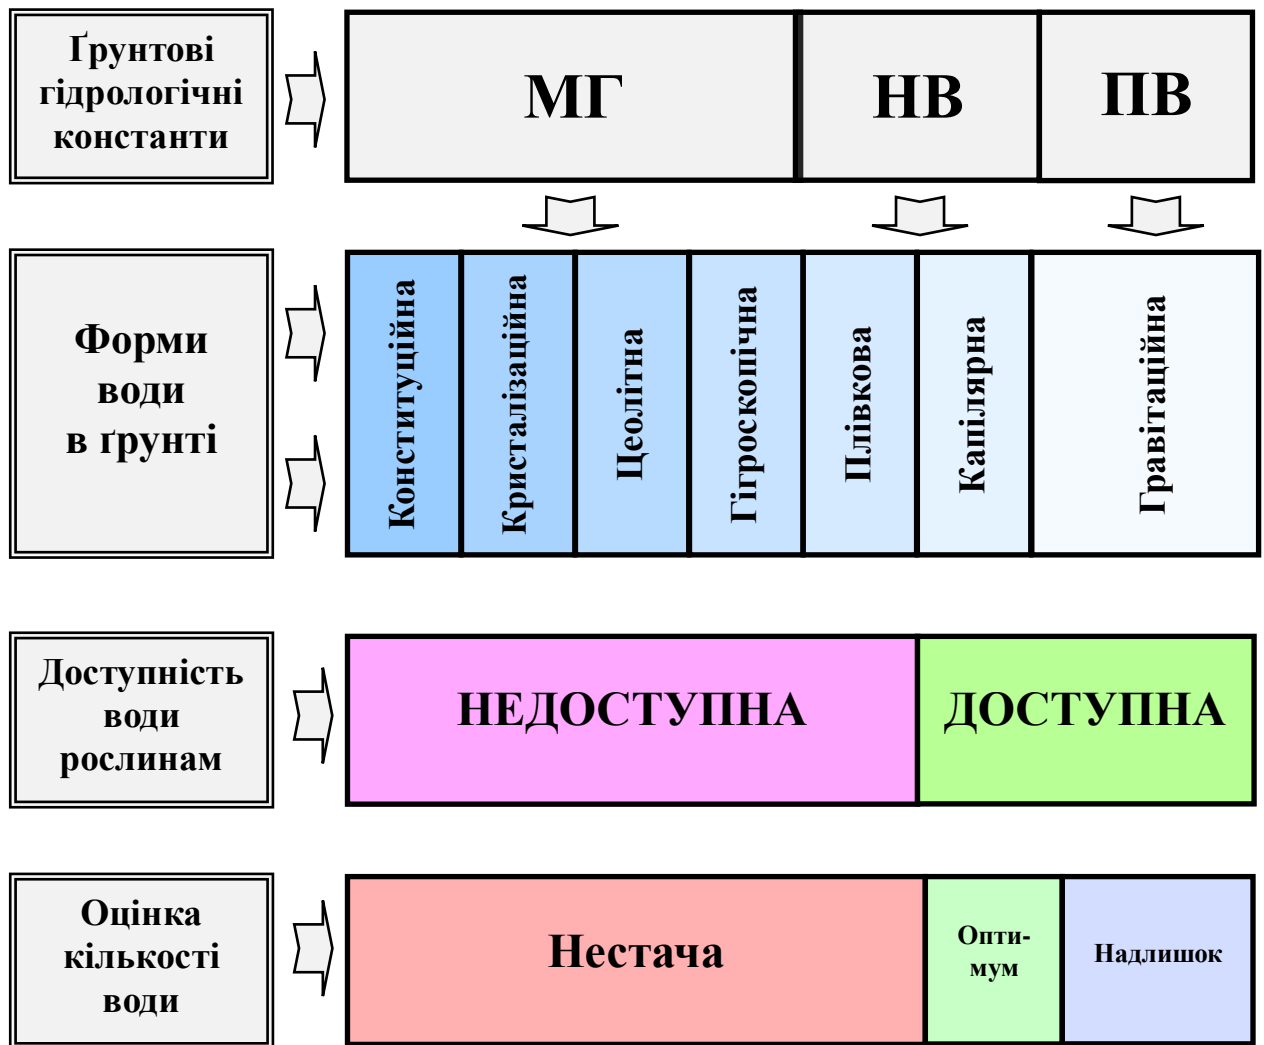 Ґрунтові
гідрологічні
константи
МГ
НВ
ПВ
Форми
води
в ґрунті
Конституційна
Кристалізаційна
Цеолітна
Гігроскопічна
Плівкова
Капілярна
Гравітаційна
Доступність
води
рослинам
НЕДОСТУПНА
ДОСТУПНА
Оцінка
кількості
води
Нестача
Опти-
мум
Надлишок